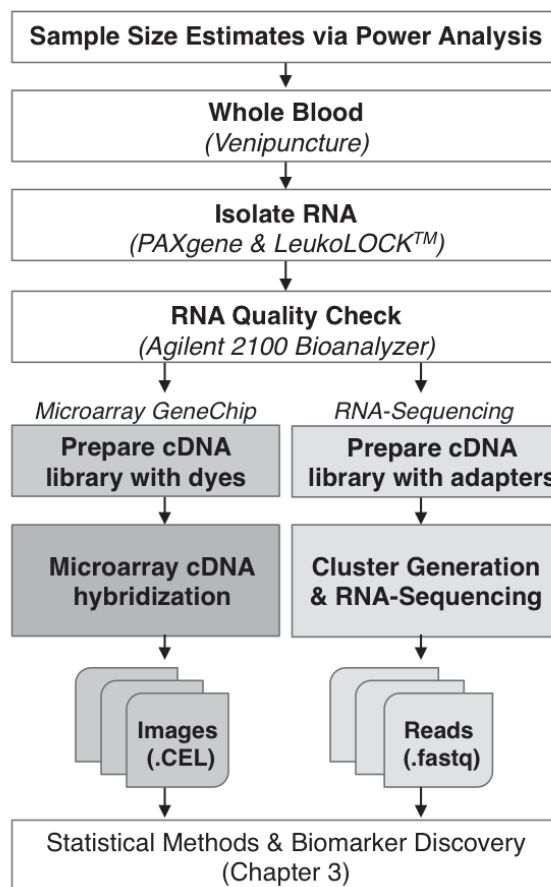 Sample Size Estimates via Power Analysis
Whole Blood
(Venipuncture)
Isolate RNA
(PAXgene & LeukoLOCK™)
RNA Quality Check
(Agilent 2100 Bioanalyzer)
Microarray GeneChip
Prepare cDNA
library with dyes
Microarray cDNA
hybridization
Images
(.CEL)
RNA-Sequencing
Prepare cDNA
library with adapters
Cluster Generation
& RNA-Sequencing
Reads
(.fastq)
Statistical Methods & Biomarker Discovery
(Chapter 3)